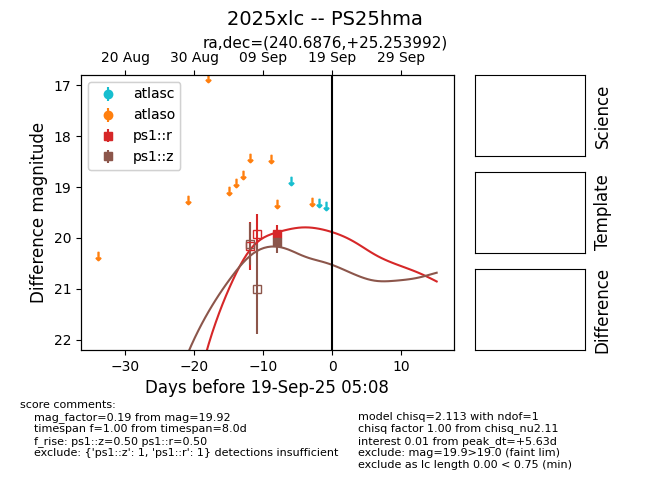 2025xlc -- PS25hma
ra,dec=(240.6876,+25.253992)
20 Aug 30 Aug 09 Sep 19 Sep 29 Sep
atlasc
atlaso
ps1::r
ps1::z
17
18
19
20
21
22
Difference magnitude
−30 −20 −10 0 10
Days before 19-Sep-25 05:08
Science
Template
Difference
score comments:
mag_factor=0.19 from mag=19.92
timespan f=1.00 from timespan=8.0d
f_rise: ps1::z=0.50 ps1::r=0.50
exclude: {'ps1::z': 1, 'ps1::r': 1} detections insufficient
model chisq=2.113 with ndof=1
chisq factor 1.00 from chisq_nu2.11
interest 0.01 from peak_dt=+5.63d
exclude: mag=19.9>19.0 (faint lim)
exclude as lc length 0.00 < 0.75 (min)